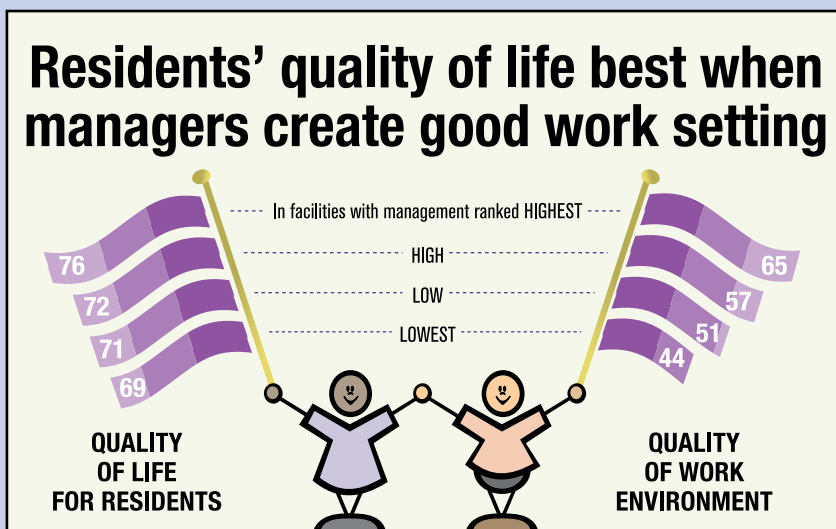 Residents’ quality of life best when
managers create good work setting
In facilities with management ranked HIGHEST
HIGH
LOW
LOWEST
76
72
71
69
65
57
51
44
QUALITY
OF LIFE
FOR RESIDENTS
QUALITY
OF WORK
ENVIRONMENT